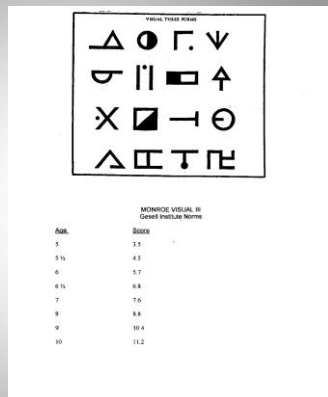 VISUAL THREE FORMS
MONROE VISUAL III
Gesell Institute Norms
Age Score
5 3.5
5 ½ 4.5
6 5.7
6 ½ 6.8
7 7.6
8 8.8
9 10.4
10 11.2